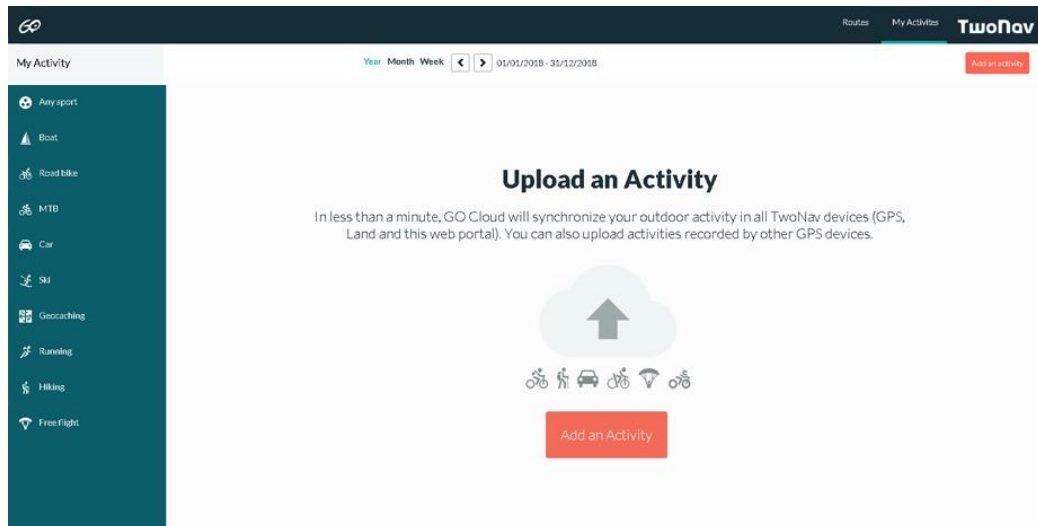 GO
Routes
My Activites
TwoNav
My Activity
Year Month Week
01/01/2018 - 31/12/2018
Add an activity
Any sport
Boat
Road bike
MTB
Car
Ski
Geocaching
Running
Hiking
Free flight
Upload an Activity
In less than a minute, GO Cloud will synchronize your outdoor activity in all TwoNav devices (GPS,
Land and this web portal). You can also upload activities recorded by other GPS devices.
Add an Activity